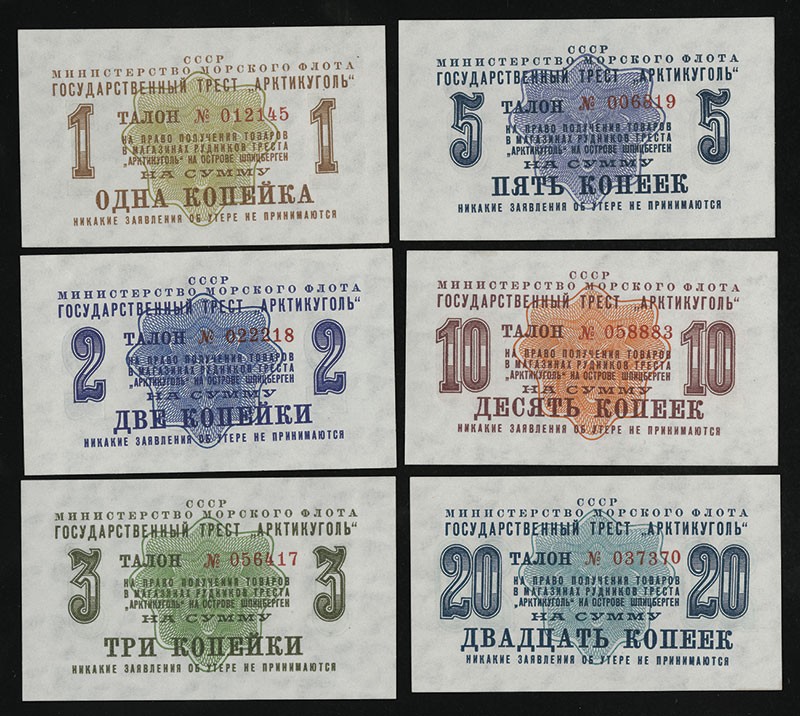 СССР
МИНИСТЕРСТВО МОРСКОГО ФЛОТА
ГОСУДАРСТВЕННЫЙ ТРЕСТ „АРКТИКУГОЛЬ“
1 ТАЛОН № 012145 1
НА ПРАВО ПОЛУЧЕНИЯ ТОВАРОВ
В МАГАЗИНАХ РУДНИКОВ ТРЕСТА
„АРКТИКУГОЛЬ“ НА ОСТРОВЕ ШПИЦБЕРГЕН
НА СУММУ
ОДНА КОПЕЙКА
НИКАКИЕ ЗАЯВЛЕНИЯ ОБ УТЕРЕ НЕ ПРИНИМАЮТСЯ
СССР
МИНИСТЕРСТВО МОРСКОГО ФЛОТА
ГОСУДАРСТВЕННЫЙ ТРЕСТ „АРКТИКУГОЛЬ“
5 ТАЛОН № 006819 5
НА ПРАВО ПОЛУЧЕНИЯ ТОВАРОВ
В МАГАЗИНАХ РУДНИКОВ ТРЕСТА
„АРКТИКУГОЛЬ“ НА ОСТРОВЕ ШПИЦБЕРГЕН
НА СУММУ
ПЯТЬ КОПЕЕК
НИКАКИЕ ЗАЯВЛЕНИЯ ОБ УТЕРЕ НЕ ПРИНИМАЮТСЯ
СССР
МИНИСТЕРСТВО МОРСКОГО ФЛОТА
ГОСУДАРСТВЕННЫЙ ТРЕСТ „АРКТИКУГОЛЬ“
2 ТАЛОН № 022218 2
НА ПРАВО ПОЛУЧЕНИЯ ТОВАРОВ
В МАГАЗИНАХ РУДНИКОВ ТРЕСТА
„АРКТИКУГОЛЬ“ НА ОСТРОВЕ ШПИЦБЕРГЕН
НА СУММУ
ДВЕ КОПЕЙКИ
НИКАКИЕ ЗАЯВЛЕНИЯ ОБ УТЕРЕ НЕ ПРИНИМАЮТСЯ
СССР
МИНИСТЕРСТВО МОРСКОГО ФЛОТА
ГОСУДАРСТВЕННЫЙ ТРЕСТ „АРКТИКУГОЛЬ“
10 ТАЛОН № 058883 10
НА ПРАВО ПОЛУЧЕНИЯ ТОВАРОВ
В МАГАЗИНАХ РУДНИКОВ ТРЕСТА
„АРКТИКУГОЛЬ“ НА ОСТРОВЕ ШПИЦБЕРГЕН
НА СУММУ
ДЕСЯТЬ КОПЕЕК
НИКАКИЕ ЗАЯВЛЕНИЯ ОБ УТЕРЕ НЕ ПРИНИМАЮТСЯ
СССР
МИНИСТЕРСТВО МОРСКОГО ФЛОТА
ГОСУДАРСТВЕННЫЙ ТРЕСТ „АРКТИКУГОЛЬ“
3 ТАЛОН № 056417 3
НА ПРАВО ПОЛУЧЕНИЯ ТОВАРОВ
В МАГАЗИНАХ РУДНИКОВ ТРЕСТА
„АРКТИКУГОЛЬ“ НА ОСТРОВЕ ШПИЦБЕРГЕН
НА СУММУ
ТРИ КОПЕЙКИ
НИКАКИЕ ЗАЯВЛЕНИЯ ОБ УТЕРЕ НЕ ПРИНИМАЮТСЯ
СССР
МИНИСТЕРСТВО МОРСКОГО ФЛОТА
ГОСУДАРСТВЕННЫЙ ТРЕСТ „АРКТИКУГОЛЬ“
20 ТАЛОН № 037370 20
НА ПРАВО ПОЛУЧЕНИЯ ТОВАРОВ
В МАГАЗИНАХ РУДНИКОВ ТРЕСТА
„АРКТИКУГОЛЬ“ НА ОСТРОВЕ ШПИЦБЕРГЕН
НА СУММУ
ДВАДЦАТЬ КОПЕЕК
НИКАКИЕ ЗАЯВЛЕНИЯ ОБ УТЕРЕ НЕ ПРИНИМАЮТСЯ